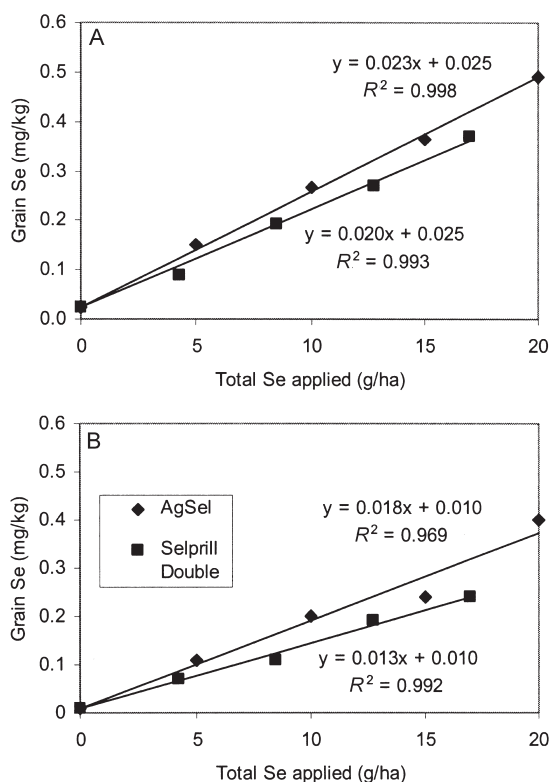 A
0.6
0.5
0.4
0.3
0.2
0.1
0.0
Grain Se (mg/kg)
y = 0.023x + 0.025
R² = 0.998
y = 0.020x + 0.025
R² = 0.993
0 5 10 15 20
Total Se applied (g/ha)
B
0.6
0.5
0.4
0.3
0.2
0.1
0
Grain Se (mg/kg)
AgSel
Selprill
Double
y = 0.018x + 0.010
R² = 0.969
y = 0.013x + 0.010
R² = 0.992
0 5 10 15 20
Total Se applied (g/ha)